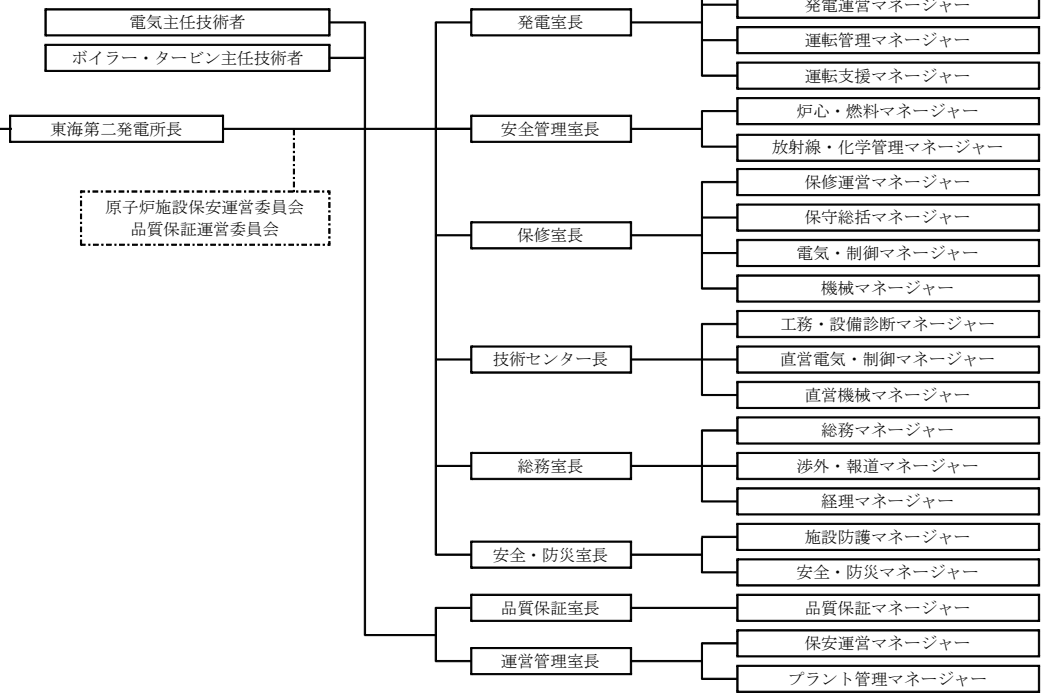 電気主任技術者
ボイラー・タービン主任技術者
東海第二発電所長
原子炉施設保安運営委員会
品質保証運営委員会
発電室長
発電運営マネージャー
運転管理マネージャー
運転支援マネージャー
安全管理室長
炉心・燃料マネージャー
放射線・化学管理マネージャー
保修室長
保修運営マネージャー
保守総括マネージャー
電気・制御マネージャー
機械マネージャー
技術センター長
工務・設備診断マネージャー
直営電気・制御マネージャー
直営機械マネージャー
総務室長
総務マネージャー
渉外・報道マネージャー
経理マネージャー
安全・防災室長
施設防護マネージャー
安全・防災マネージャー
品質保証室長
品質保証マネージャー
運営管理室長
保安運営マネージャー
プラント管理マネージャー